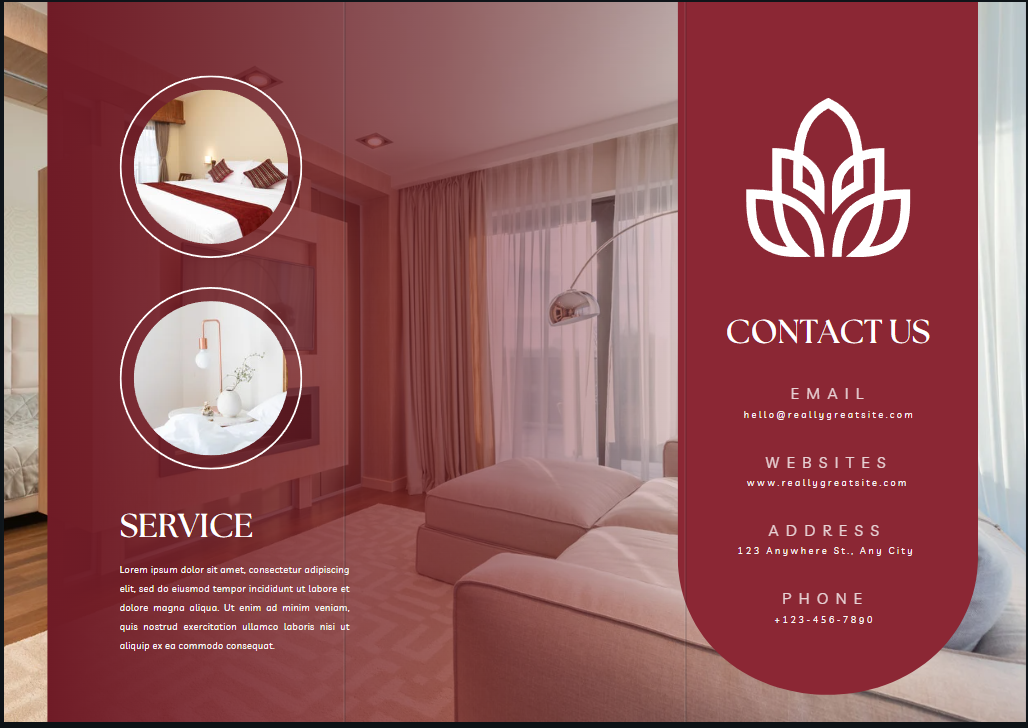 SERVICE
Lorem ipsum dolor sit amet, consectetur adipiscing
elit, sed do eiusmod tempor incididunt ut labore et
dolore magna aliqua. Ut enim ad minim veniam,
quis nostrud exercitation ullamco laboris nisi ut
aliquip ex ea commodo consequat.
CONTACT US
EMAIL
hello@reallygreatsite.com
WEBSITES
www.reallygreatsite.com
ADDRESS
123 Anywhere St., Any City
PHONE
+123-456-7890